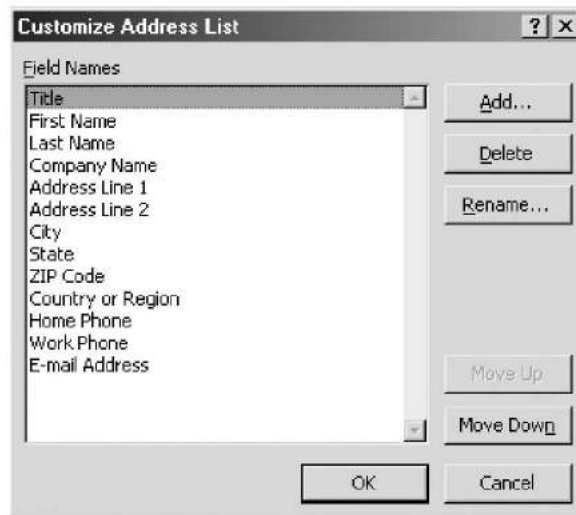 Customize Address List ? X
Field Names
Title
First Name
Last Name
Company Name
Address Line 1
Address Line 2
City
State
ZIP Code
Country or Region
Home Phone
Work Phone
E-mail Address
Add...
Delete
Rename...
Move Up
Move Down
OK
Cancel